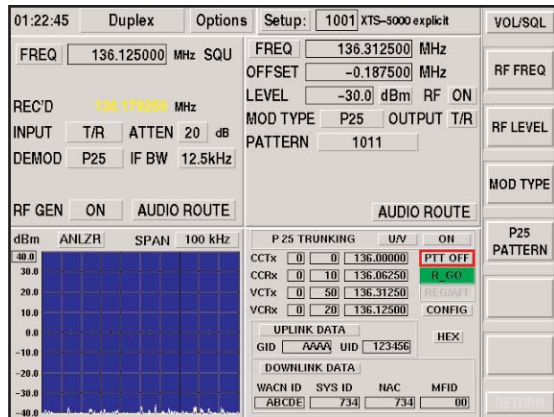 01:22:45 Duplex Options Setup: 1001 XTS-5000 explicit
FREQ 136.125000 MHz SQU
REC'D MHz
INPUT T/R ATTEN 20 dB
DEMOD P25 IF BW 12.5kHz
RF GEN ON AUDIO ROUTE
FREQ 136.312500 MHz
OFFSET -0.187500 MHz
LEVEL -30.0 dBm RF ON
MOD TYPE P25 OUTPUT T/R
PATTERN 1011
AUDIO ROUTE
dBm ANLZR SPAN 100 kHz
40.0
30.0
20.0
10.0
0.0
-10.0
-20.0
-30.0
-40.0
P25 TRUNKING U/V ON
CCTx 0 0 136.00000 PTT OFF
CCRx 0 10 136.06250 R_GO
VCTx 0 50 136.31250 REG/AFF
VCRx 0 20 136.12500 CONFIG
UPLINK DATA
GID AAAA UID 123456 HEX
DOWNLINK DATA
WACN ID SYS ID NAC MFID
ABCDE 734 734 00
VOL/SQL
RF FREQ
RF LEVEL
MOD TYPE
P25
PATTERN
RETURN